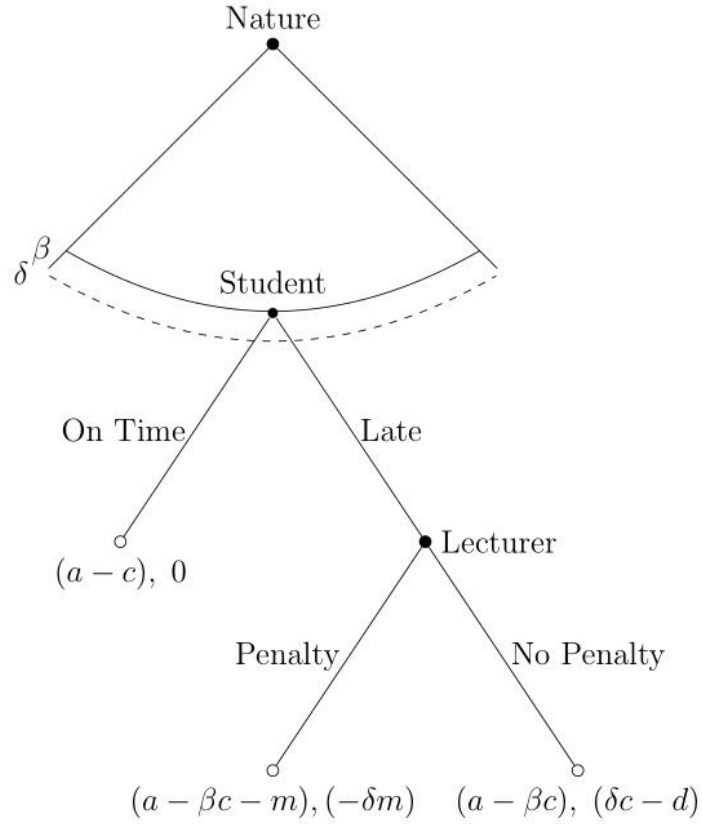 Nature
β
δ
Student
On Time
Late
(a − c), 0
Lecturer
Penalty
No Penalty
(a − βc − m), (−δm)
(a − βc), (δc − d)